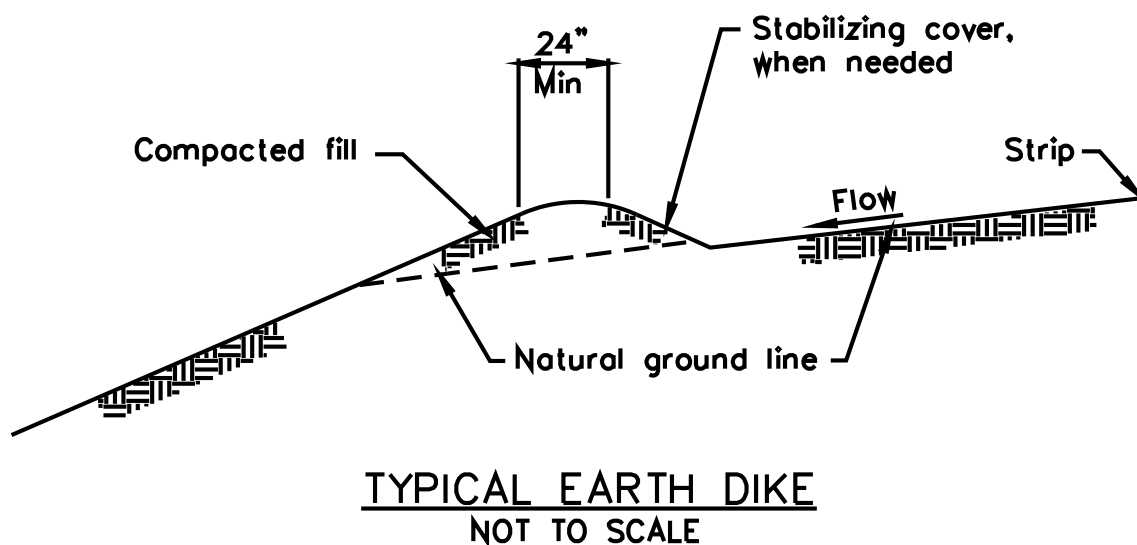 24"
Min
Stabilizing cover,
when needed
Compacted fill
Strip
Flow
Natural ground line
TYPICAL EARTH DIKE
NOT TO SCALE